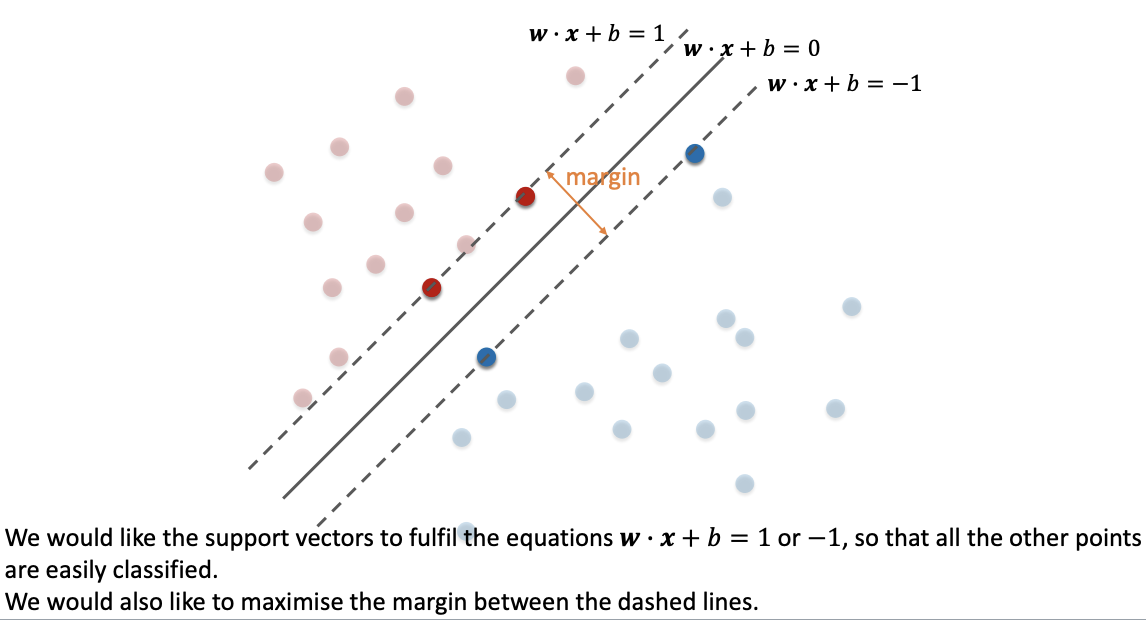 𝒘 · 𝒙 + 𝑏 = 1
𝒘 · 𝒙 + 𝑏 = 0
𝒘 · 𝒙 + 𝑏 = −1
margin
We would like the support vectors to fulfil the equations 𝒘 · 𝒙 + 𝑏 = 1 or −1, so that all the other points
are easily classified.
We would also like to maximise the margin between the dashed lines.